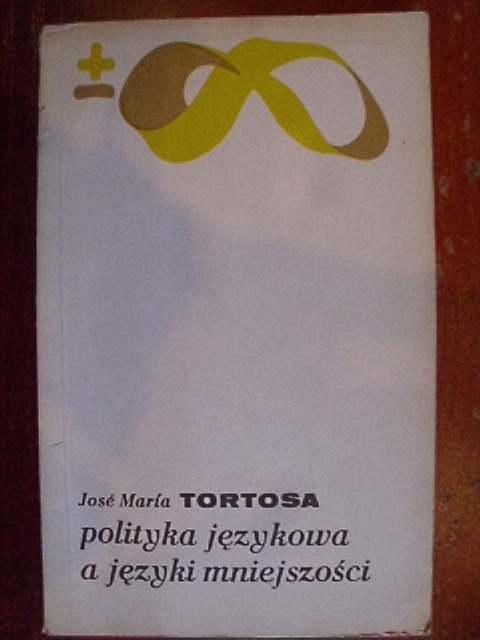 José María TORTOSA
polityka językowa
a języki mniejszości